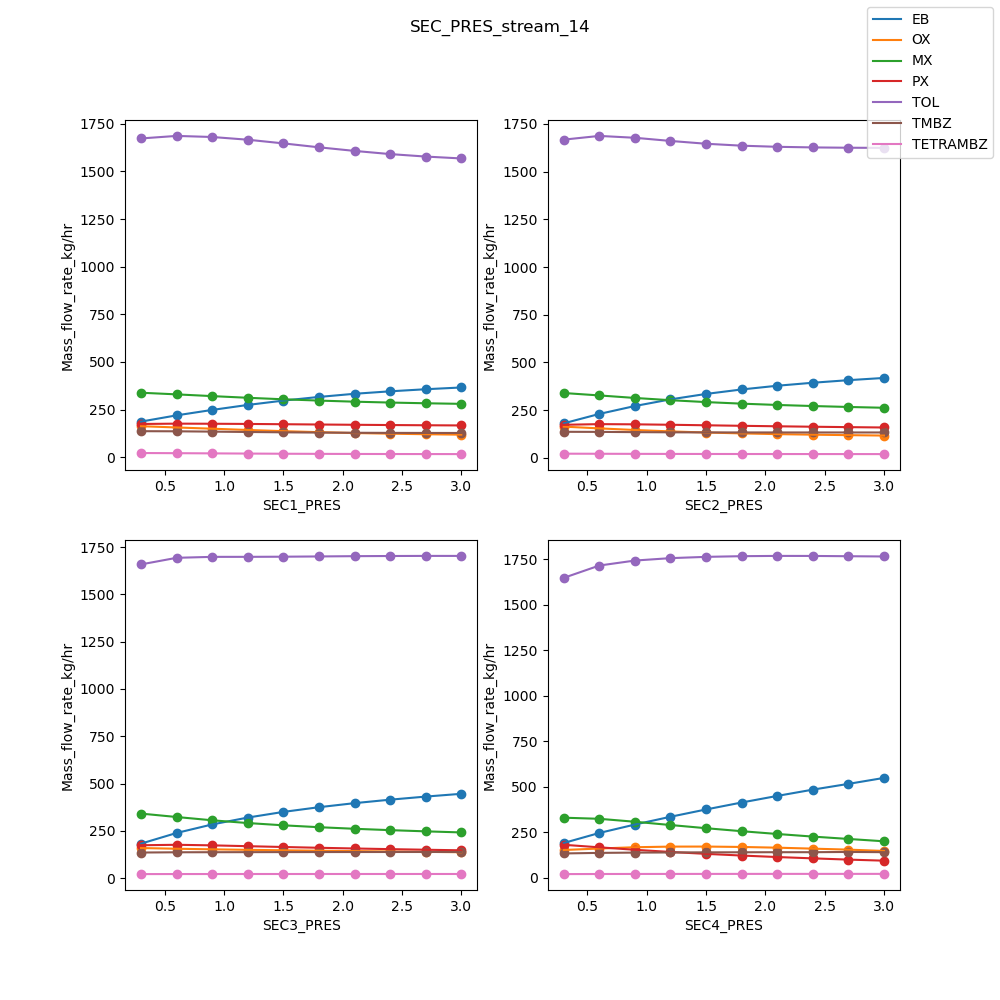 SEC_PRES_stream_14
EB
OX
MX
PX
TOL
TMBZ
TETRAMBZ
Mass_flow_rate_kg/hr
1750
1500
1250
1000
750
500
250
0
0.5 1.0 1.5 2.0 2.5 3.0
SEC1_PRES
Mass_flow_rate_kg/hr
1750
1500
1250
1000
750
500
250
0
0.5 1.0 1.5 2.0 2.5 3.0
SEC2_PRES
Mass_flow_rate_kg/hr
1750
1500
1250
1000
750
500
250
0
0.5 1.0 1.5 2.0 2.5 3.0
SEC3_PRES
Mass_flow_rate_kg/hr
1750
1500
1250
1000
750
500
250
0
0.5 1.0 1.5 2.0 2.5 3.0
SEC4_PRES